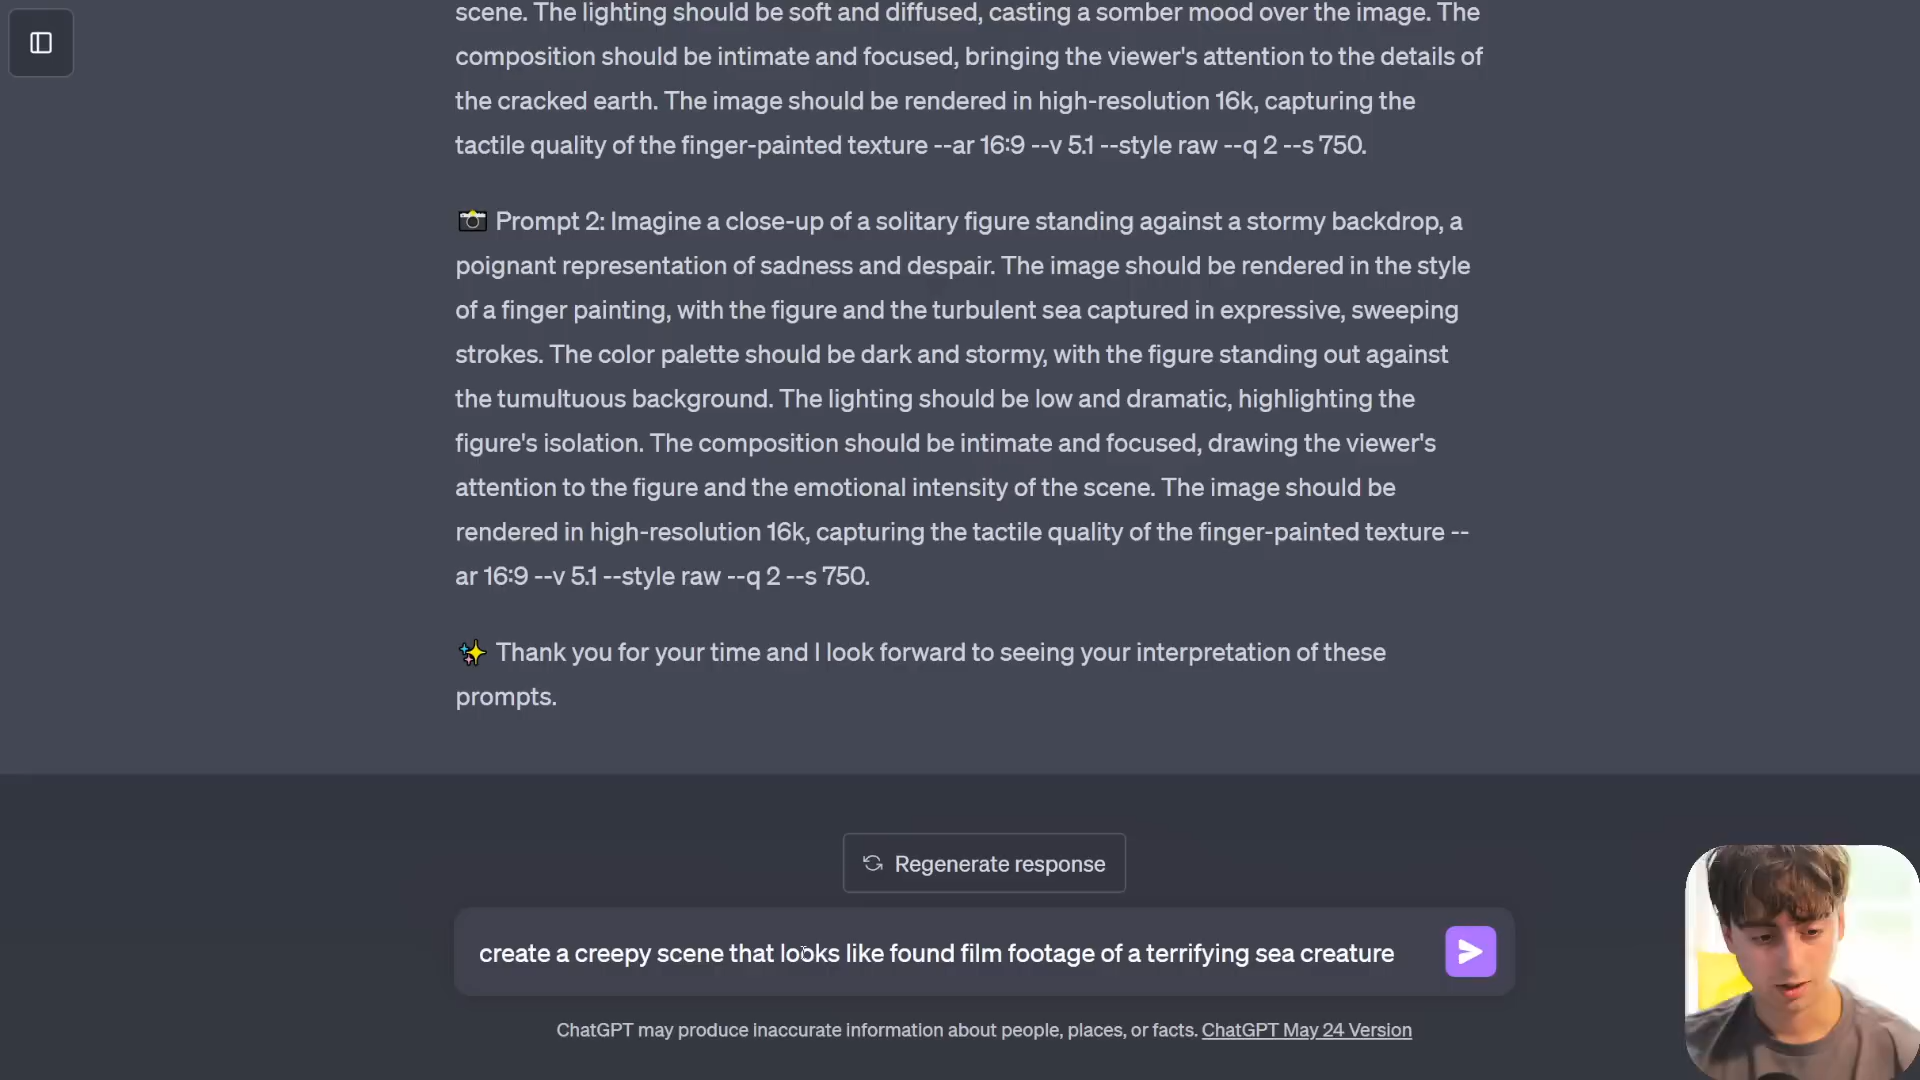 scene. The lighting should be soft and diffused, casting a somber mood over the image. The
composition should be intimate and focused, bringing the viewer's attention to the details of
the cracked earth. The image should be rendered in high-resolution 16k, capturing the
tactile quality of the finger-painted texture --ar 16:9 --v 5.1 --style raw --q 2 --s 750.
📸 Prompt 2: Imagine a close-up of a solitary figure standing against a stormy backdrop, a
poignant representation of sadness and despair. The image should be rendered in the style
of a finger painting, with the figure and the turbulent sea captured in expressive, sweeping
strokes. The color palette should be dark and stormy, with the figure standing out against
the tumultuous background. The lighting should be low and dramatic, highlighting the
figure's isolation. The composition should be intimate and focused, drawing the viewer's
attention to the figure and the emotional intensity of the scene. The image should be
rendered in high-resolution 16k, capturing the tactile quality of the finger-painted texture --
ar 16:9 --v 5.1 --style raw --q 2 --s 750.
✨ Thank you for your time and I look forward to seeing your interpretation of these
prompts.
Regenerate response
create a creepy scene that looks like found film footage of a terrifying sea creature
ChatGPT may produce inaccurate information about people, places, or facts. ChatGPT May 24 Version